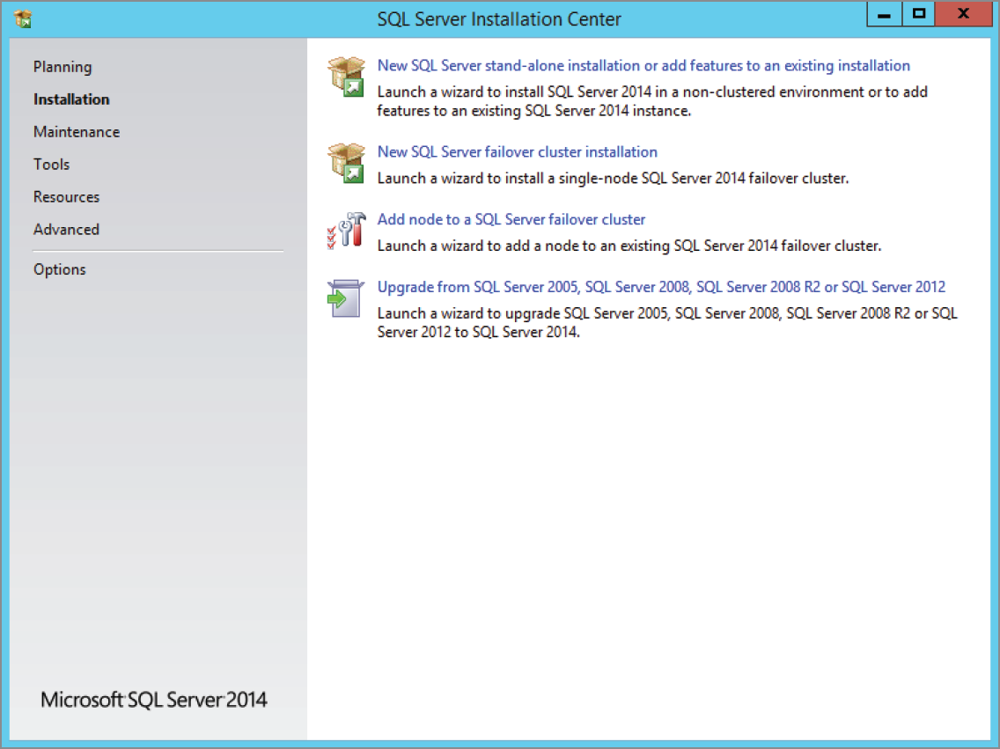 SQL Server Installation Center
Planning
Installation
Maintenance
Tools
Resources
Advanced
Options
Microsoft SQL Server 2014
New SQL Server stand-alone installation or add features to an existing installation
Launch a wizard to install SQL Server 2014 in a non-clustered environment or to add
features to an existing SQL Server 2014 instance.
New SQL Server failover cluster installation
Launch a wizard to install a single-node SQL Server 2014 failover cluster.
Add node to a SQL Server failover cluster
Launch a wizard to add a node to an existing SQL Server 2014 failover cluster.
Upgrade from SQL Server 2005, SQL Server 2008, SQL Server 2008 R2 or SQL Server 2012
Launch a wizard to upgrade SQL Server 2005, SQL Server 2008, SQL Server 2008 R2 or SQL
Server 2012 to SQL Server 2014.